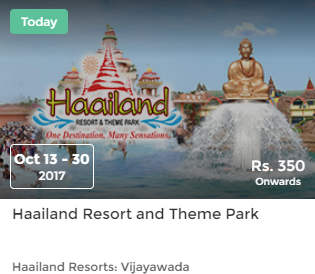 Today
Haailand
RESORT & THEME PARK
One Destination, Many Sensations
Oct 13 - 30
2017
Rs. 350
Onwards
Haailand Resort and Theme Park
Haailand Resorts: Vijayawada